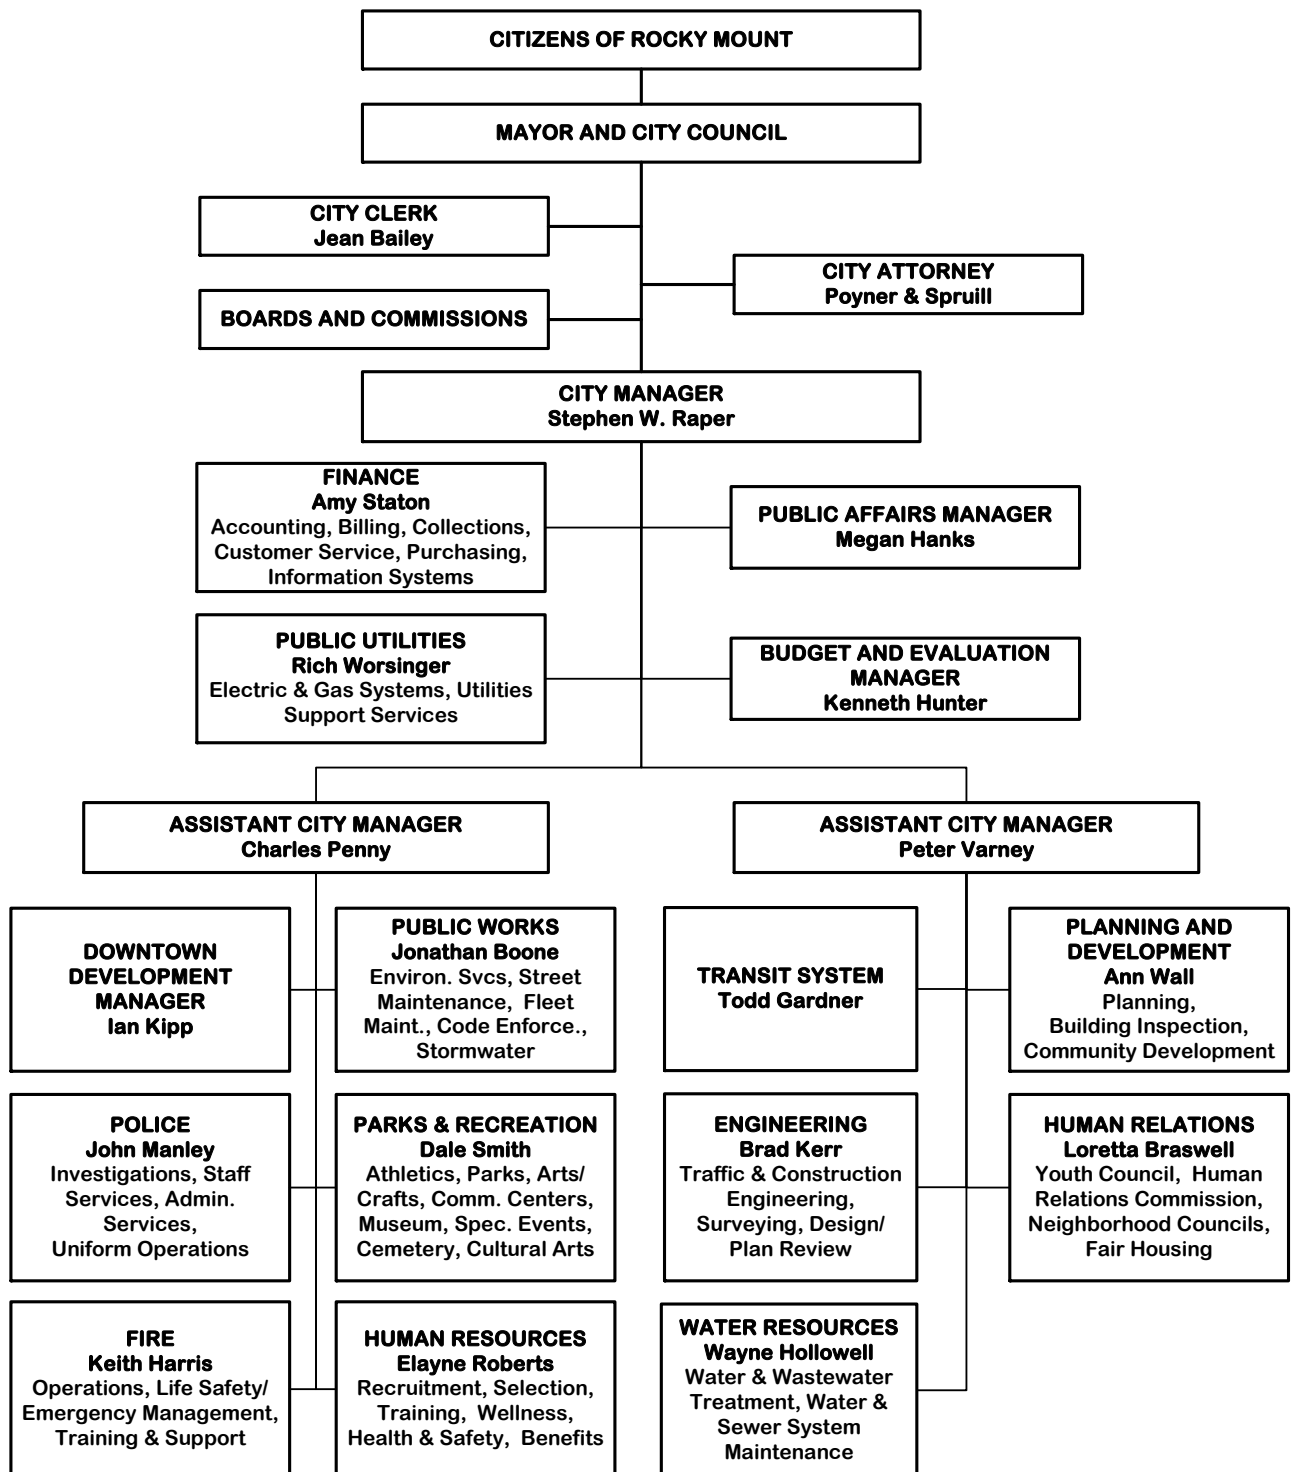 CITIZENS OF ROCKY MOUNT
MAYOR AND CITY COUNCIL
CITY CLERK
Jean Bailey
CITY ATTORNEY
Poyner & Spruill
BOARDS AND COMMISSIONS
CITY MANAGER
Stephen W. Raper
FINANCE
Amy Staton
Accounting, Billing, Collections,
Customer Service, Purchasing,
Information Systems
PUBLIC AFFAIRS MANAGER
Megan Hanks
PUBLIC UTILITIES
Rich Worsinger
Electric & Gas Systems, Utilities
Support Services
BUDGET AND EVALUATION
MANAGER
Kenneth Hunter
ASSISTANT CITY MANAGER
Charles Penny
ASSISTANT CITY MANAGER
Peter Varney
DOWNTOWN
DEVELOPMENT
MANAGER
Ian Kipp
PUBLIC WORKS
Jonathan Boone
Environ. Svcs, Street
Maintenance, Fleet
Maint., Code Enforce.,
Stormwater
TRANSIT SYSTEM
Todd Gardner
PLANNING AND
DEVELOPMENT
Ann Wall
Planning,
Building Inspection,
Community Development
POLICE
John Manley
Investigations, Staff
Services, Admin.
Services,
Uniform Operations
PARKS & RECREATION
Dale Smith
Athletics, Parks, Arts/
Crafts, Comm. Centers,
Museum, Spec. Events,
Cemetery, Cultural Arts
ENGINEERING
Brad Kerr
Traffic & Construction
Engineering,
Surveying, Design/
Plan Review
HUMAN RELATIONS
Loretta Braswell
Youth Council, Human
Relations Commission,
Neighborhood Councils,
Fair Housing
FIRE
Keith Harris
Operations, Life Safety/
Emergency Management,
Training & Support
HUMAN RESOURCES
Elayne Roberts
Recruitment, Selection,
Training, Wellness,
Health & Safety, Benefits
WATER RESOURCES
Wayne Hollowell
Water & Wastewater
Treatment, Water &
Sewer System
Maintenance